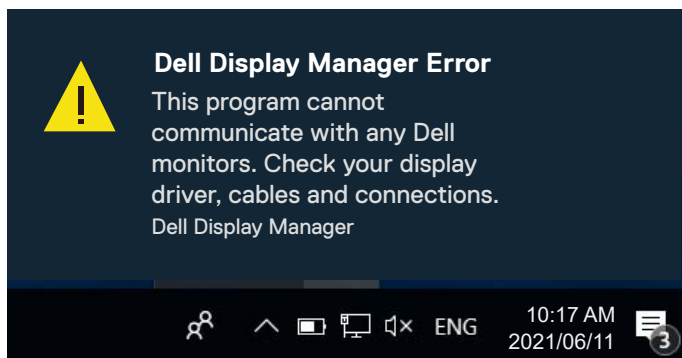 Dell Display Manager Error
This program cannot
communicate with any Dell
monitors. Check your display
driver, cables and connections.
Dell Display Manager
ENG
10:17 AM
2021/06/11
3